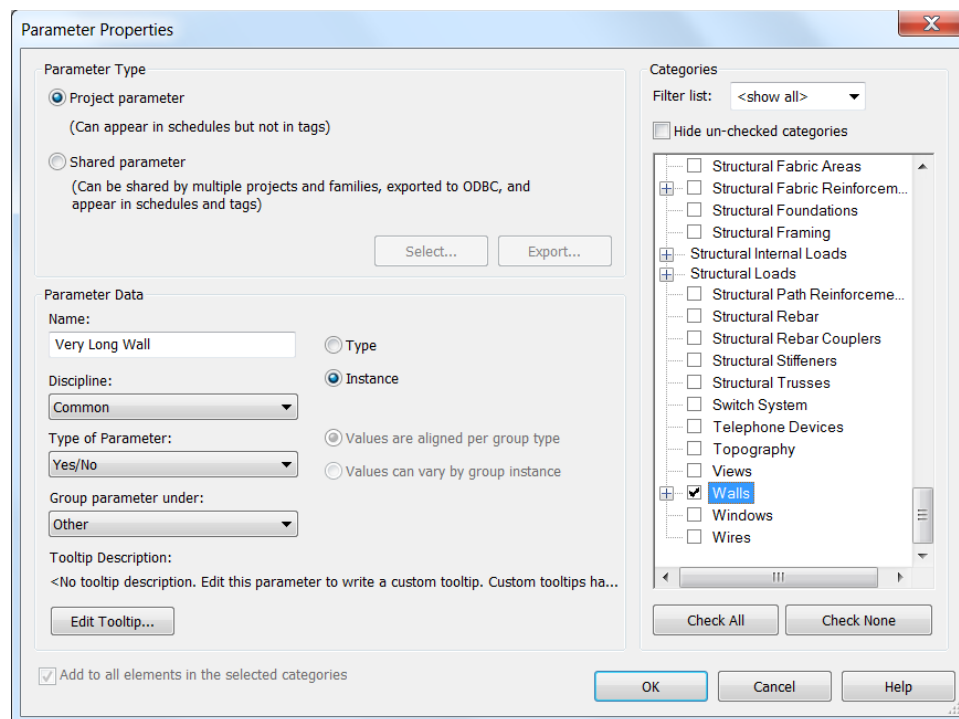 Parameter Properties
Parameter Type
Project parameter
(Can appear in schedules but not in tags)
Shared parameter
(Can be shared by multiple projects and families, exported to ODBC, and
appear in schedules and tags)
Select...
Export...
Parameter Data
Name:
Very Long Wall
Type
Discipline:
Instance
Common
Type of Parameter:
Values are aligned per group type
Yes/No
Values can vary by group instance
Group parameter under:
Other
Tooltip Description:
<No tooltip description. Edit this parameter to write a custom tooltip. Custom tooltips ha...
Edit Tooltip...
Add to all elements in the selected categories
Categories
Filter list:
<show all>
Hide un-checked categories
Structural Fabric Areas
Structural Fabric Reinforcem...
Structural Foundations
Structural Framing
Structural Internal Loads
Structural Loads
Structural Path Reinforceme...
Structural Rebar
Structural Rebar Couplers
Structural Stiffeners
Structural Trusses
Switch System
Telephone Devices
Topography
Views
Walls
Windows
Wires
Check All
Check None
OK
Cancel
Help